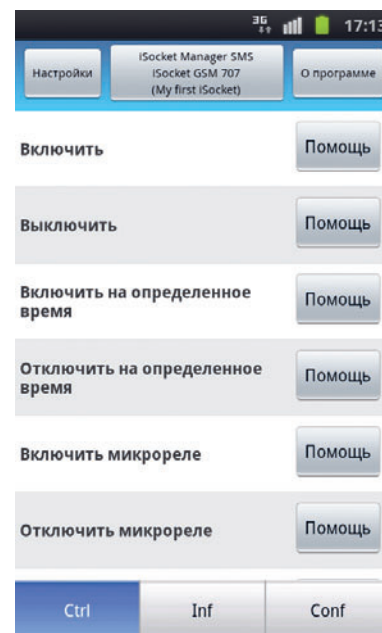 3G 17:13
Настройки
iSocket Manager SMS
iSocket GSM 707
(My first iSocket)
О программе
Включить
Помощь
Выключить
Помощь
Включить на определенное
время
Помощь
Отключить на определенное
время
Помощь
Включить микрореле
Помощь
Отключить микрореле
Помощь
Ctrl Inf Conf